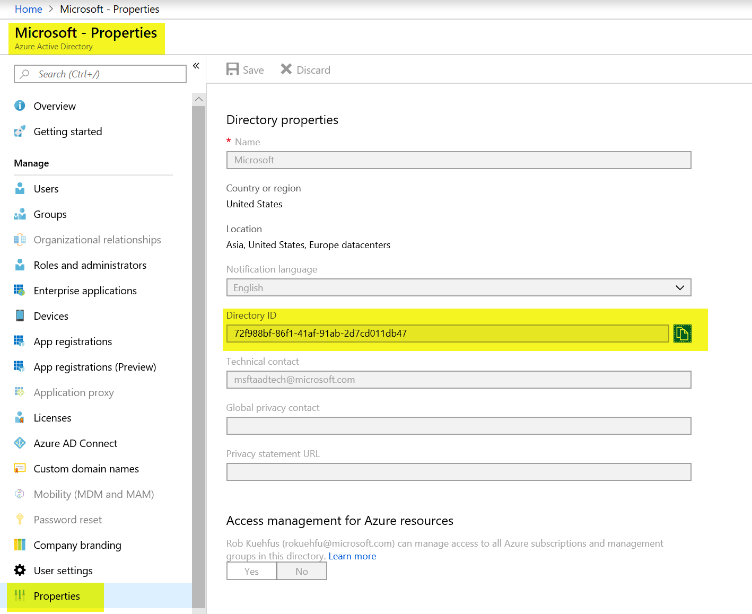 Home > Microsoft - Properties
Microsoft - Properties
Azure Active Directory
Search (Ctrl+/)
«
Overview
Getting started
Manage
Users
Groups
Organizational relationships
Roles and administrators
Enterprise applications
Devices
App registrations
App registrations (Preview)
Application proxy
Licenses
Azure AD Connect
Custom domain names
Mobility (MDM and MAM)
Password reset
Company branding
User settings
Properties
Save Discard
Directory properties
* Name
Microsoft
Country or region
United States
Location
Asia, United States, Europe datacenters
Notification language
English
Directory ID
72f988bf-86f1-41af-91ab-2d7cd011db47
Technical contact
msftaadtech@microsoft.com
Global privacy contact
Privacy statement URL
Access management for Azure resources
Rob Kuehfus (rokuehfu@microsoft.com) can manage access to all Azure subscriptions and management
groups in this directory. Learn more
Yes No